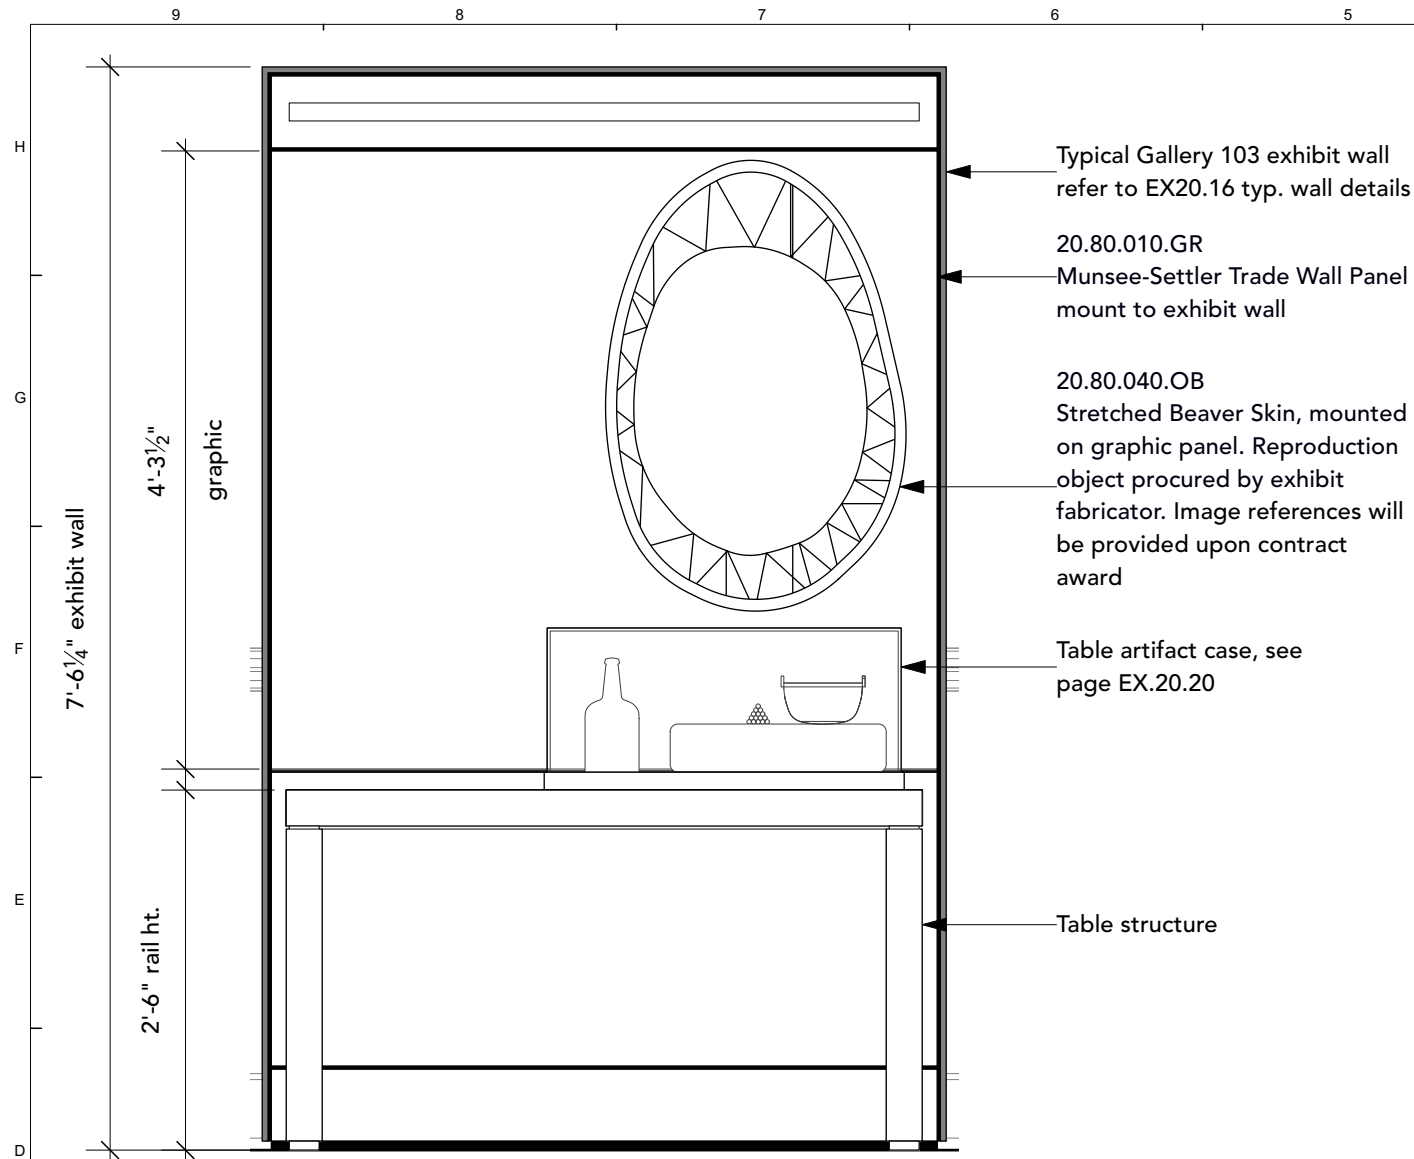 9 8 7 6 5
H
G
F
E
D
7'-6¼" exhibit wall
4'-3½"
graphic
2'-6" rail ht.
Typical Gallery 103 exhibit wall
refer to EX20.16 typ. wall details
20.80.010.GR
Munsee-Settler Trade Wall Panel
mount to exhibit wall
20.80.040.OB
Stretched Beaver Skin, mounted
on graphic panel. Reproduction
object procured by exhibit
fabricator. Image references will
be provided upon contract
award
Table artifact case, see
page EX.20.20
Table structure